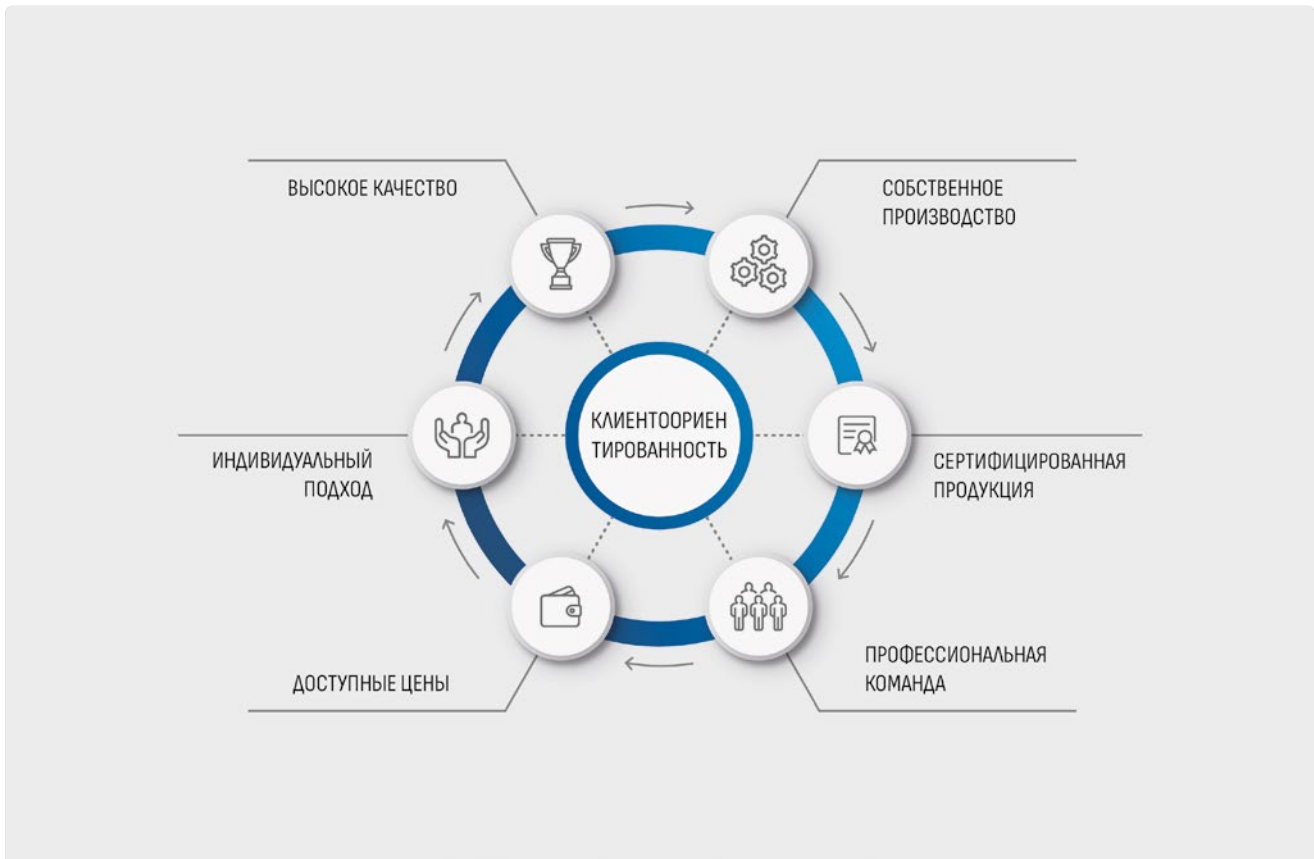 ВЫСОКОЕ КАЧЕСТВО
СОБСТВЕННОЕ
ПРОИЗВОДСТВО
КЛИЕНТООРИЕН
ТИРОВАННОСТЬ
ИНДИВИДУАЛЬНЫЙ
ПОДХОД
СЕРТИФИЦИРОВАННАЯ
ПРОДУКЦИЯ
ДОСТУПНЫЕ ЦЕНЫ
ПРОФЕССИОНАЛЬНАЯ
КОМАНДА